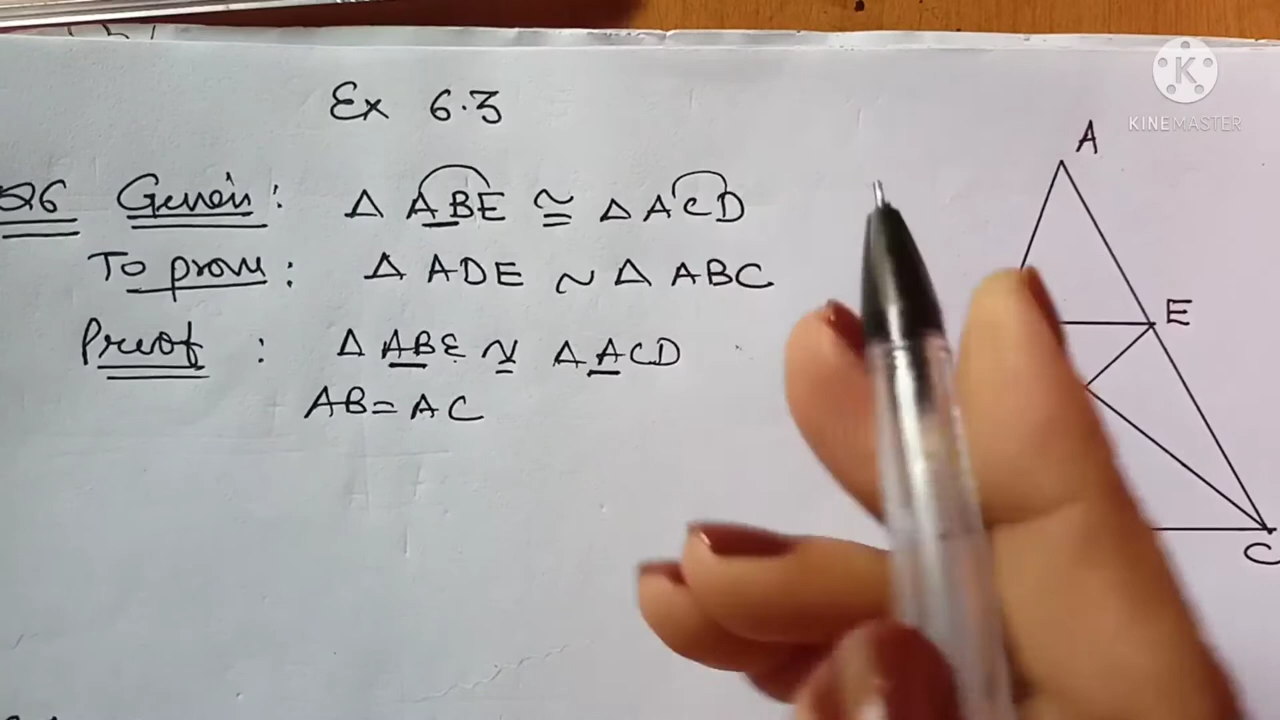 Ex 6.3
Q6 Given: △ ABE ≅ △ ACD
To prove: △ ADE ~ △ ABC
Proof : △ ABE ≅ △ ACD
AB = AC
A
E
C
K
KINEMASTER